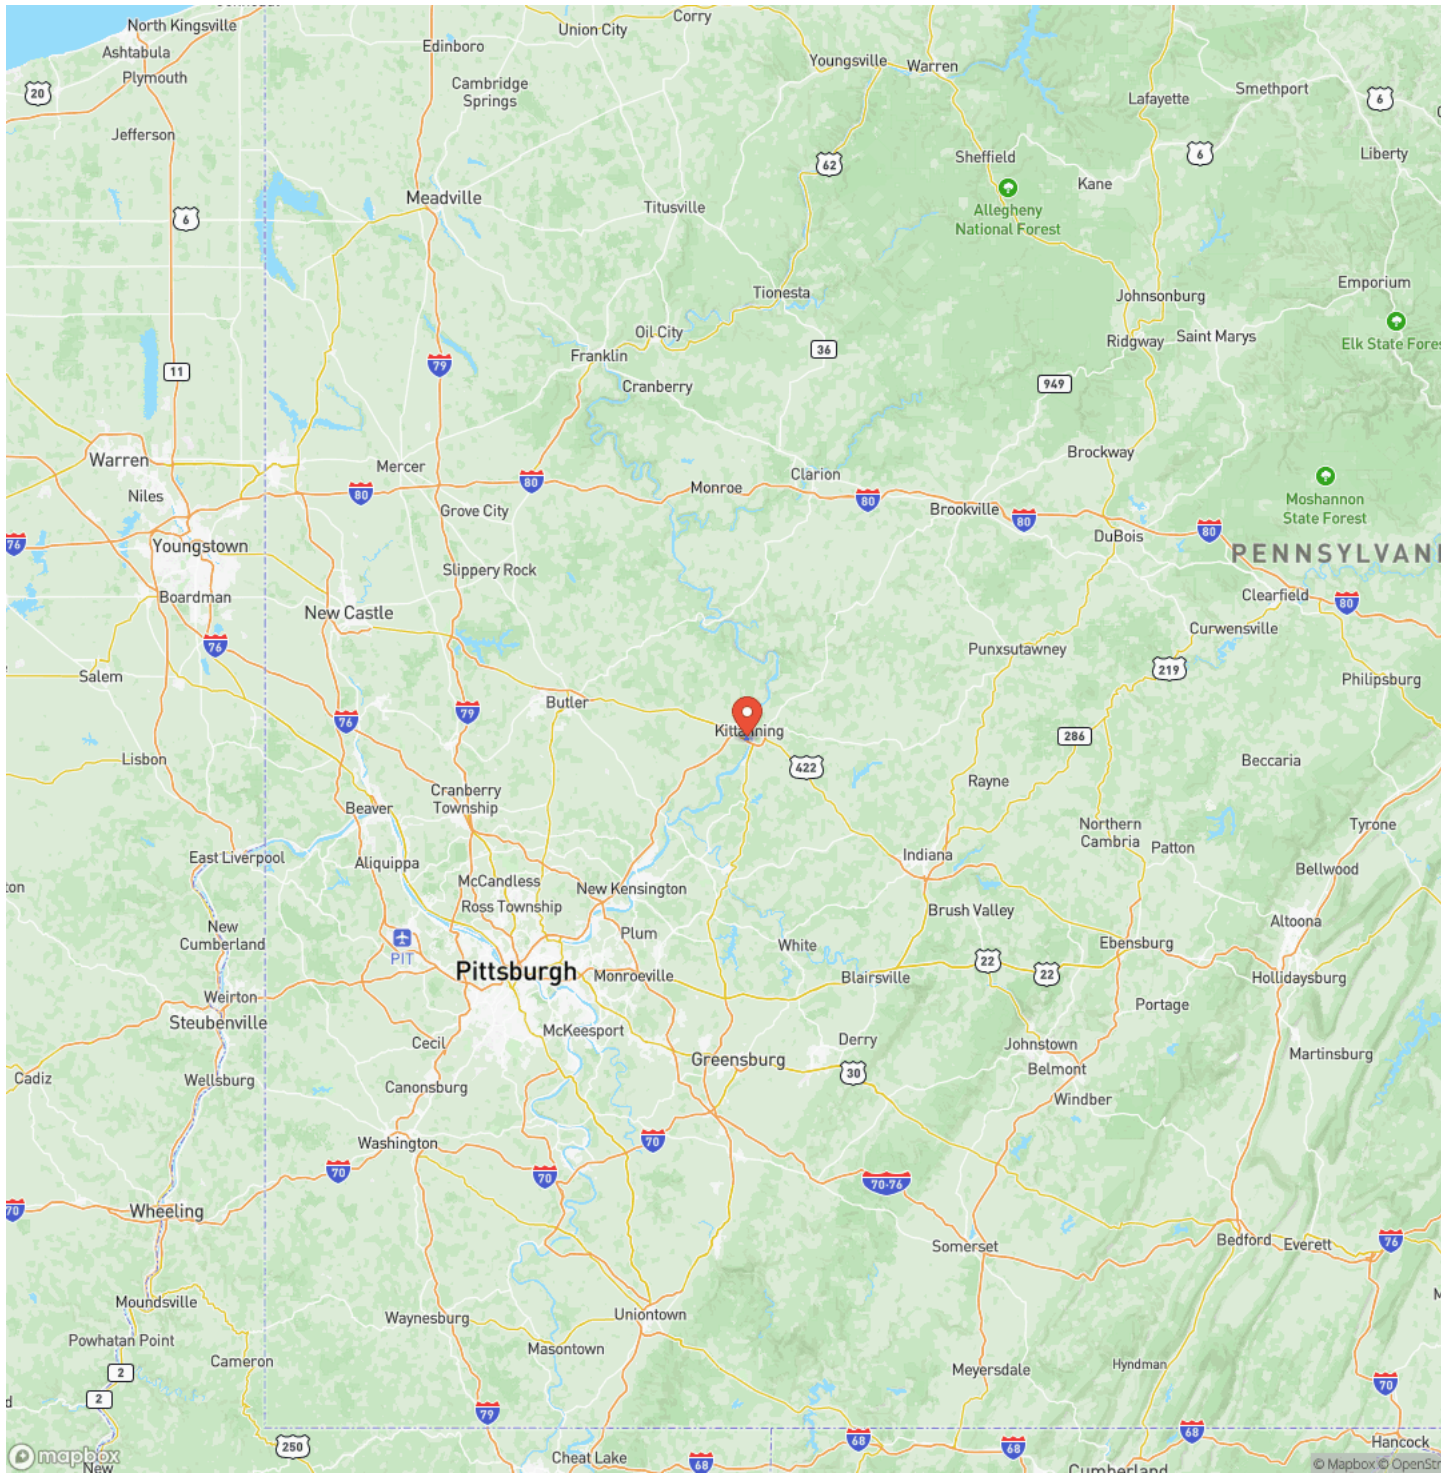 North Kingsville
Corry
Union City
Edinboro
Ashtabula
Plymouth
Youngsville
Warren
Cambridge
Springs
20
Lafayette
Smethport
6
Jefferson
62
6
Liberty
Sheffield
Kane
Meadville
Titusville
Allegheny
National Forest
6
Emporium
Tionesta
Johnsonburg
Oil City
Saint Marys
Ridgway
Elk State Fores
Franklin
36
79
11
Cranberry
949
Brockway
Warren
Mercer
Clarion
Niles
80
80
Monroe
80
Moshannon
State Forest
Grove City
Brookville
80
80
DuBois
76
Youngstown
PENNSYLVANI
Slippery Rock
Boardman
Clearfield
80
New Castle
Curwensville
76
Punxsutawney
219
Salem
Philipsburg
Butler
79
76
Kittanning
286
Lisbon
422
Beccaria
Rayne
Cranberry
Township
Beaver
Northern
Cambria
Tyrone
Patton
East Liverpool
Aliquippa
Indiana
Bellwood
McCandless
New Kensington
ton
Ross Township
Brush Valley
Altoona
New
Cumberland
Plum
White
Ebensburg
PIT
22
22
Pittsburgh
Monroeville
Blairsville
Hollidaysburg
Weirton
Portage
Steubenville
McKeesport
Cecil
Derry
Johnstown
Martinsburg
Greensburg
Belmont
30
Cadiz
Wellsburg
Canonsburg
Windber
Washington
70
70
70
70-76
70
Wheeling
Somerset
Bedford
Everett
76
Moundsville
Uniontown
Waynesburg
M
Powhatan Point
Masontown
Cameron
Meyersdale
Hyndman
2
70
2
d
79
68
68
68
250
Hancock
mapbox
Cheat Lake
68
New
Cumberland
© Mapbox © OpenStr